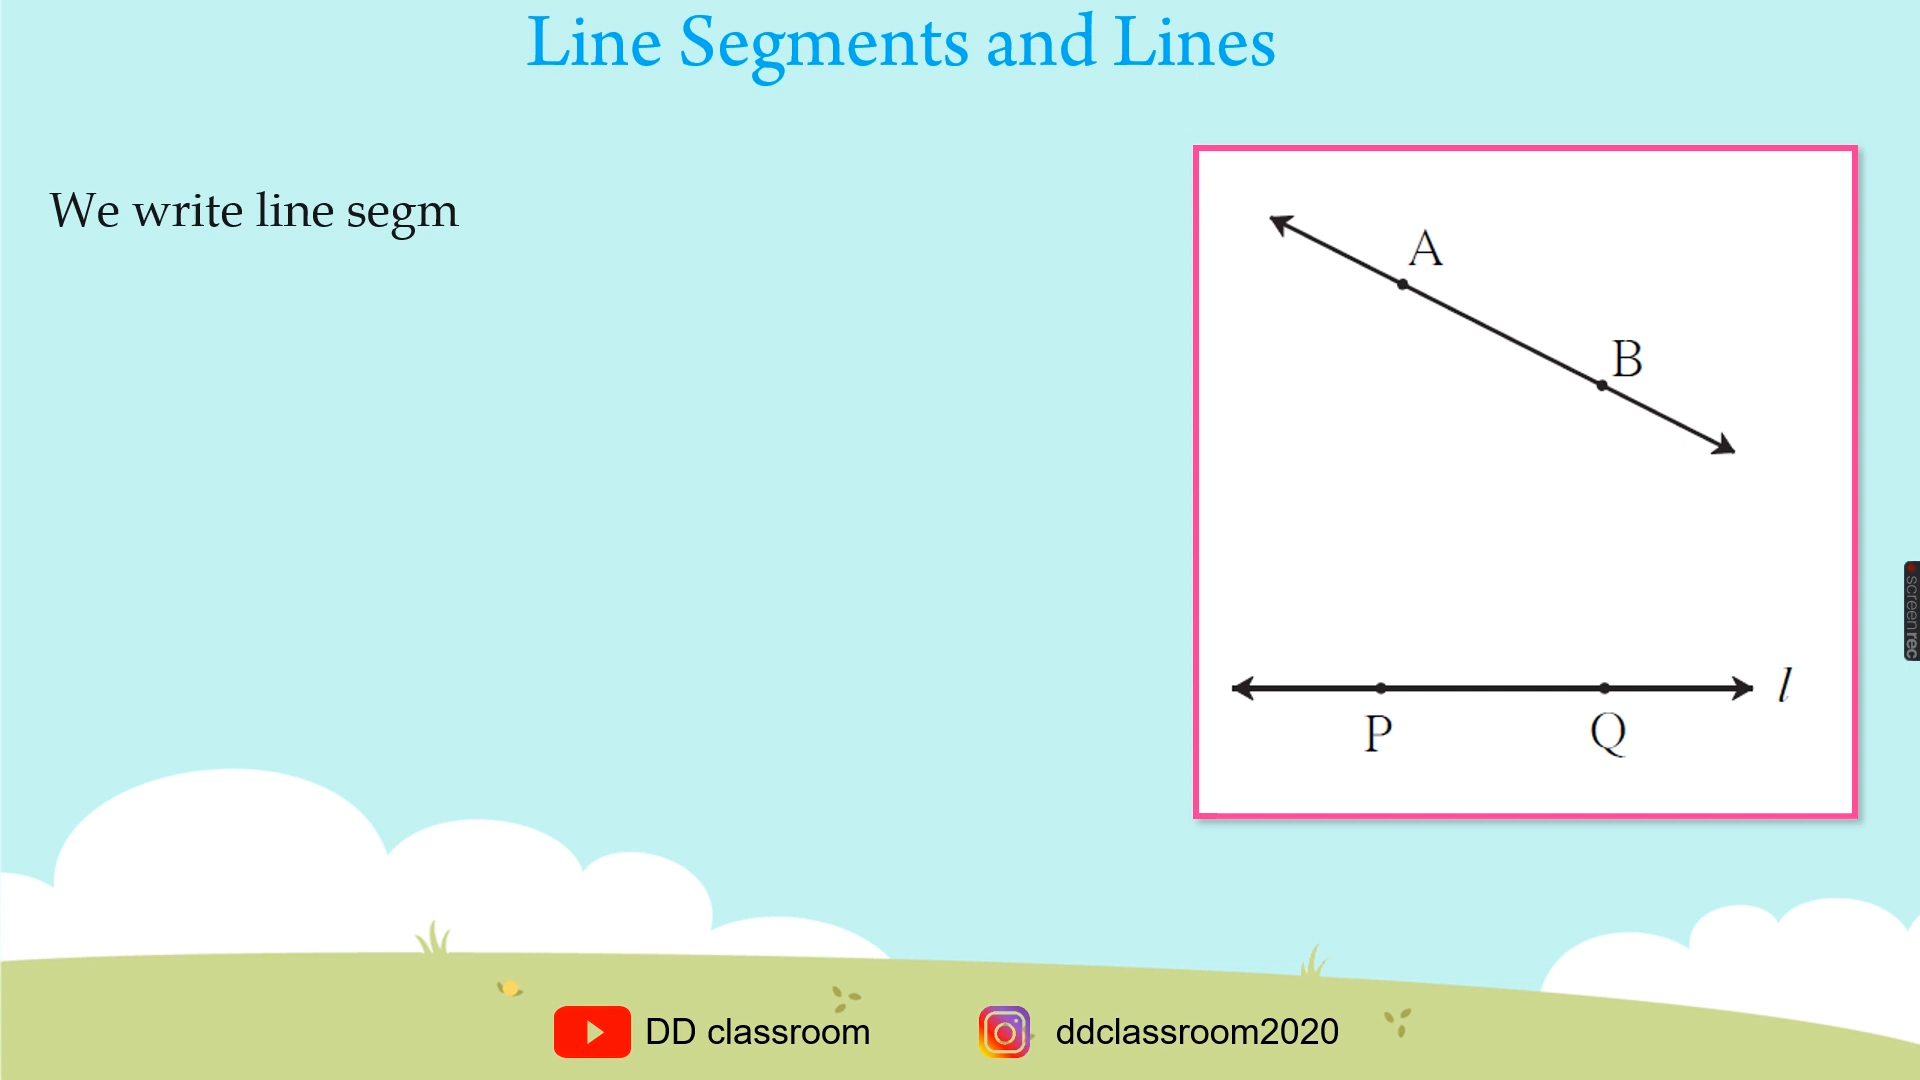 Line Segments and Lines
We write line segm
A
B
l
P
Q
screenrec
DD classroom
ddclassroom2020